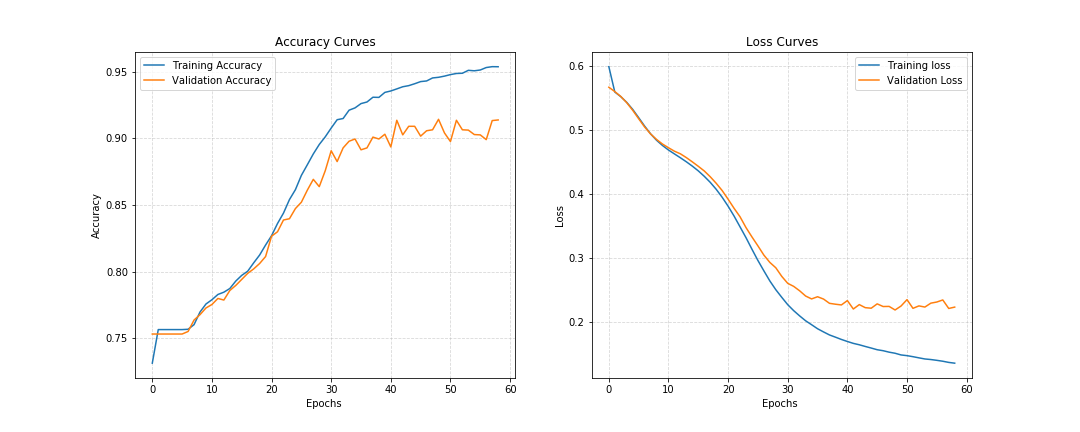 Accuracy Curves
Training Accuracy
Validation Accuracy
0.95
0.90
0.85
0.80
0.75
Accuracy
0 10 20 30 40 50 60
Epochs
Loss Curves
Training loss
Validation Loss
0.6
0.5
0.4
0.3
0.2
Loss
0 10 20 30 40 50 60
Epochs